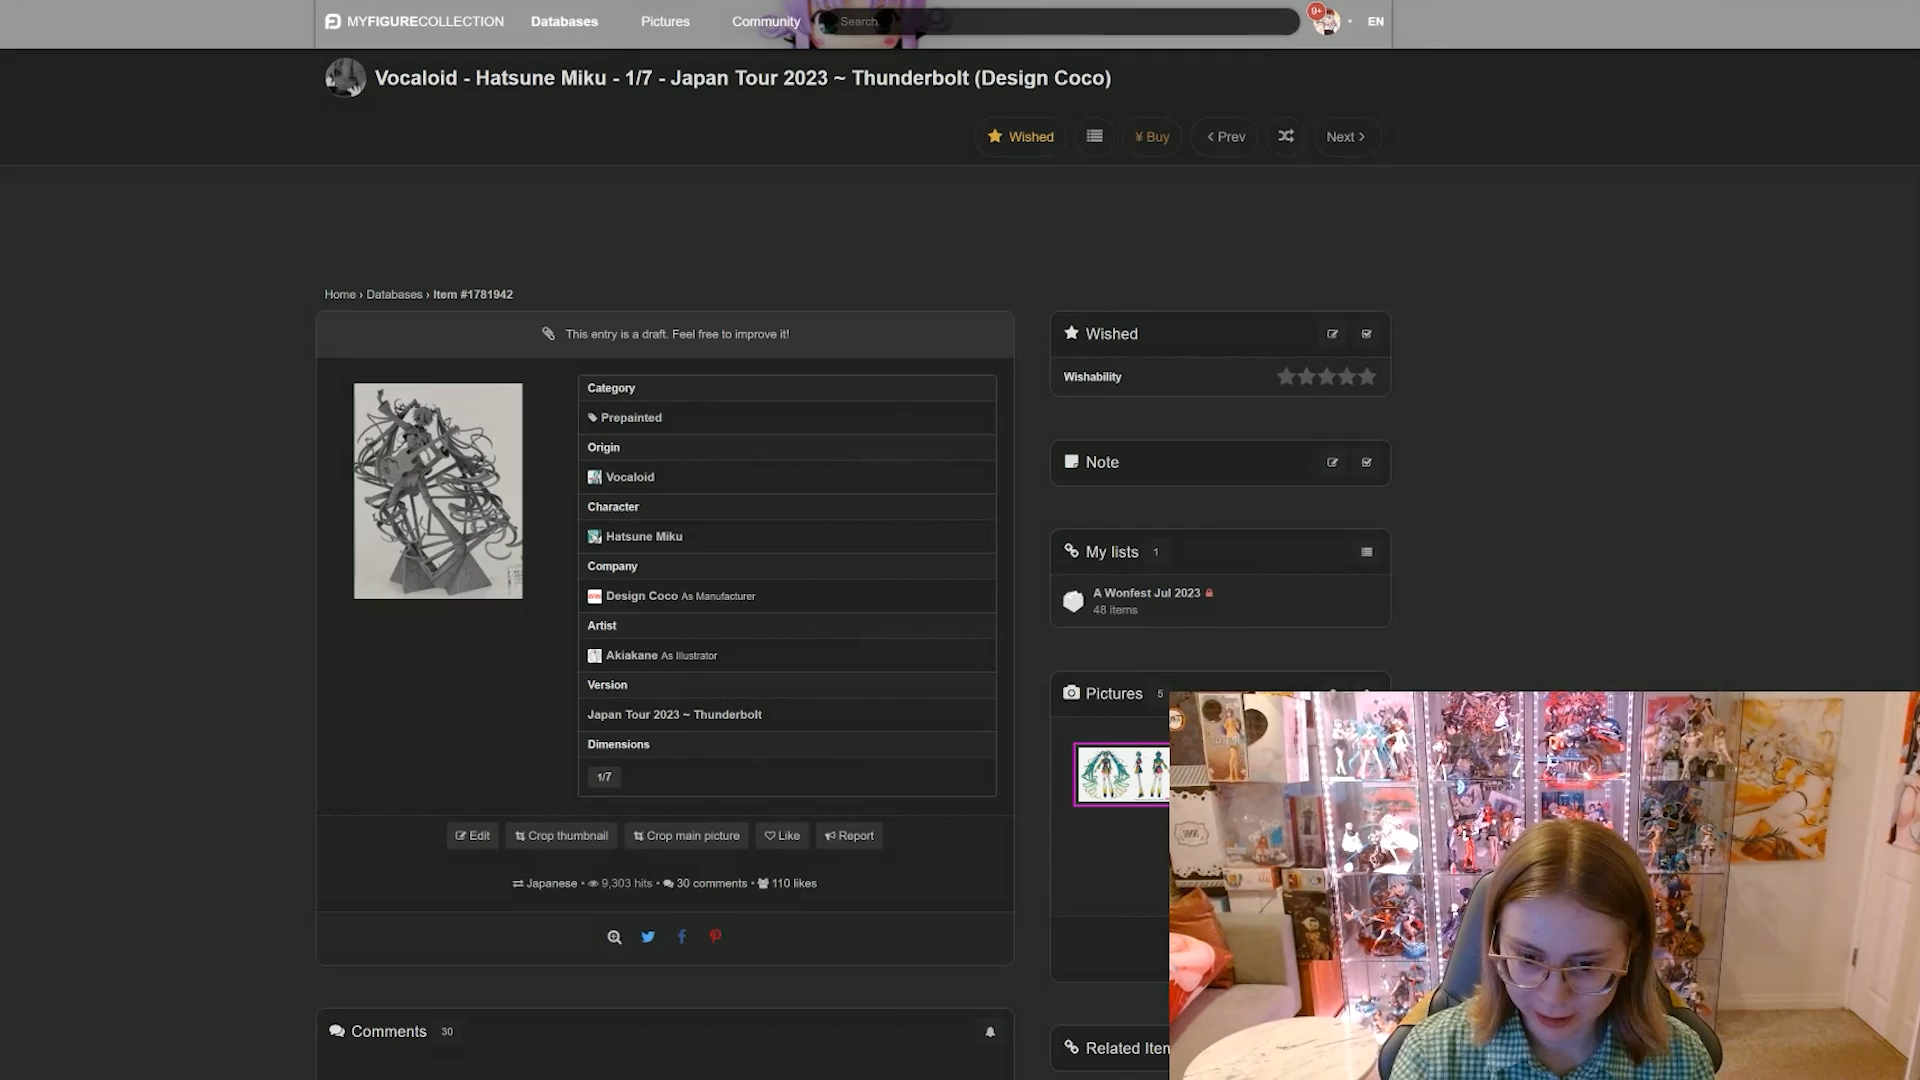 MYFIGURECOLLECTION
Databases
Pictures
Community
Search
9+
EN
Vocaloid - Hatsune Miku - 1/7 - Japan Tour 2023 ~ Thunderbolt (Design Coco)
Wished
¥ Buy
Prev
Next
Home › Databases › Item #1781942
This entry is a draft. Feel free to improve it!
Category
Prepainted
Origin
Vocaloid
Character
Hatsune Miku
Company
Design Coco As Manufacturer
Artist
Akiakane As Illustrator
Version
Japan Tour 2023 ~ Thunderbolt
Dimensions
1/7
Edit
Crop thumbnail
Crop main picture
Like
Report
Japanese • 9,303 hits • 30 comments • 110 likes
Comments 30
Wished
Wishability
Note
My lists 1
A Wonfest Jul 2023
48 items
Pictures 5